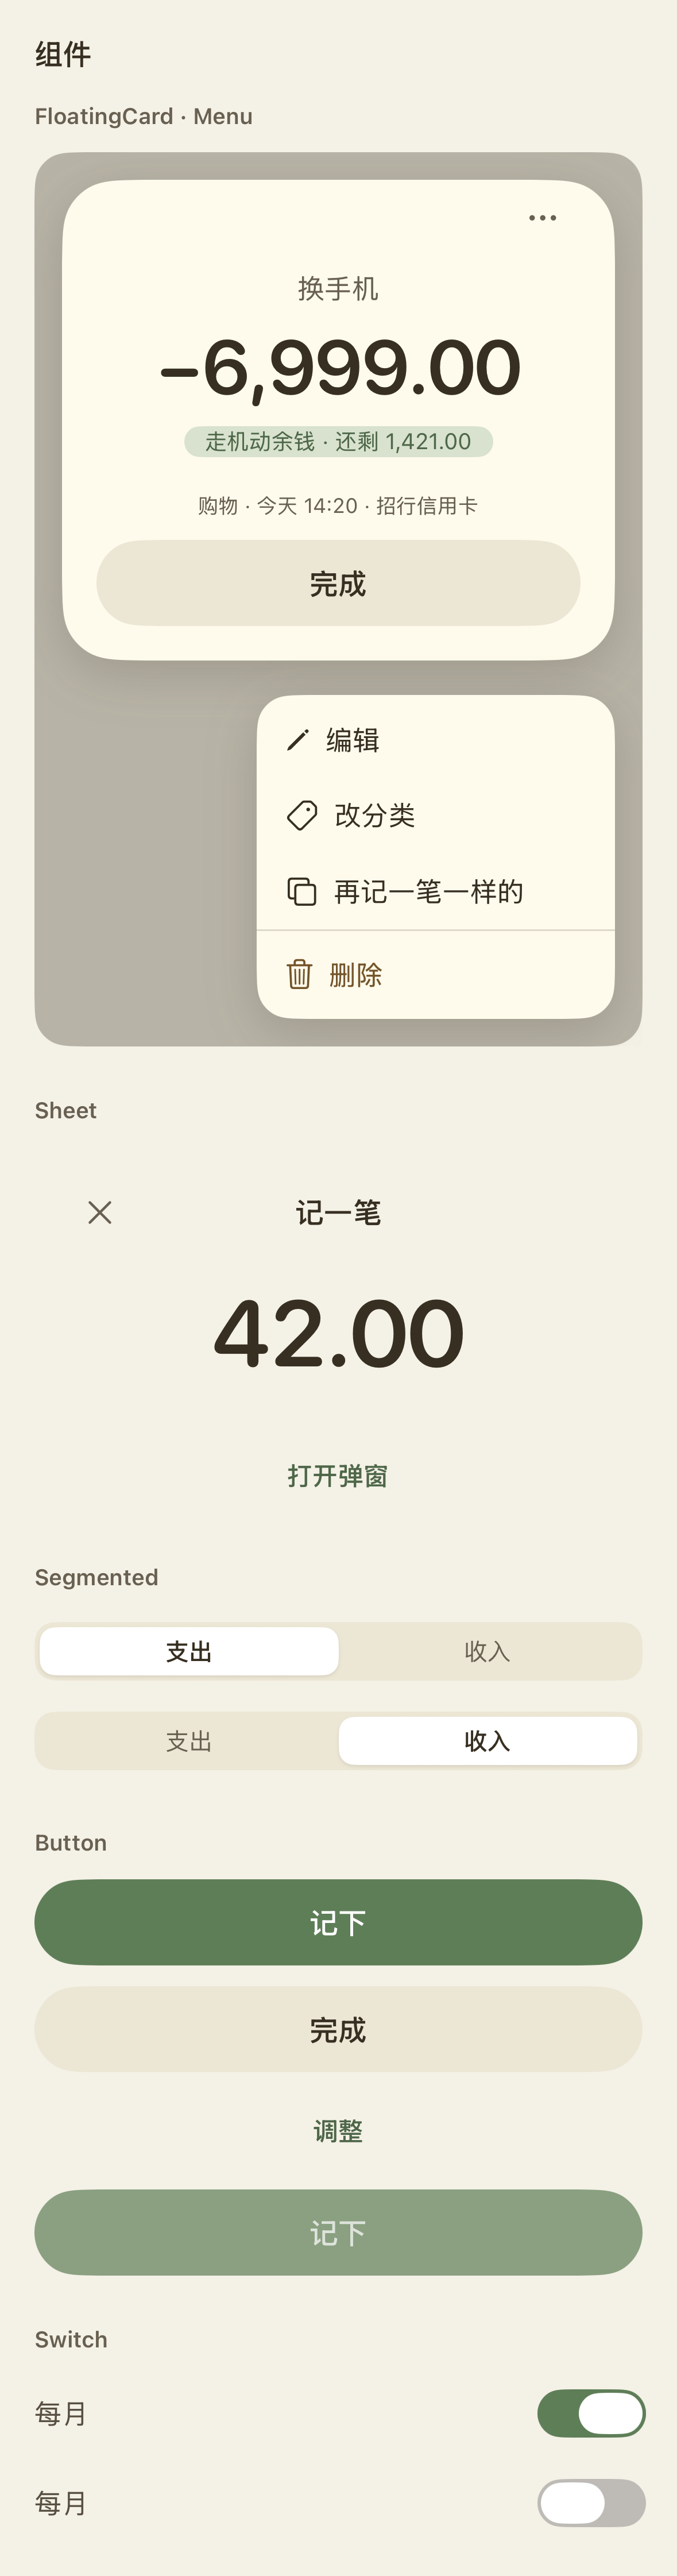 组件
FloatingCard · Menu
换手机
−6,999.00
走机动余钱 · 还剩 1,421.00
购物 · 今天 14:20 · 招行信用卡
完成
编辑
改分类
再记一笔一样的
删除
Sheet
记一笔
42.00
打开弹窗
Segmented
支出 收入
支出 收入
Button
记下
完成
调整
记下
Switch
每月
每月